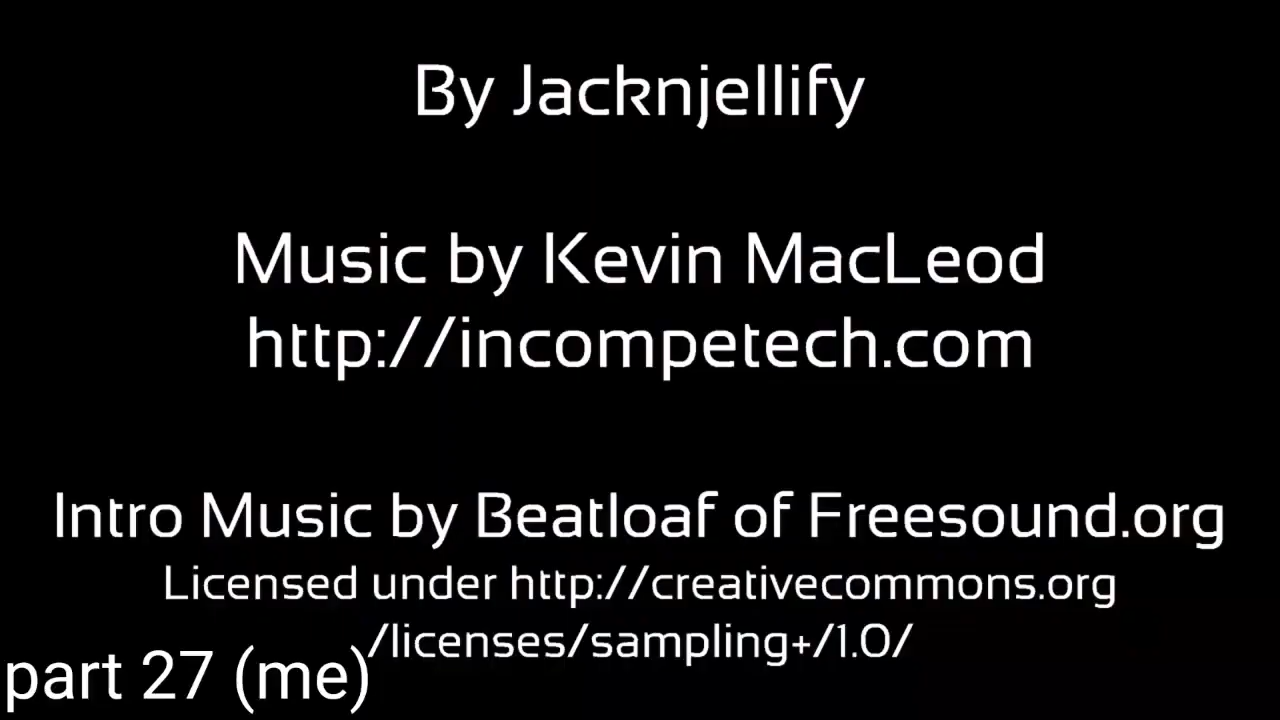 By Jacknjellify
Music by Kevin MacLeod
http://incompetech.com
Intro Music by Beatloaf of Freesound.org
Licensed under http://creativecommons.org
/licenses/sampling+/1.0/
part 27 (me)